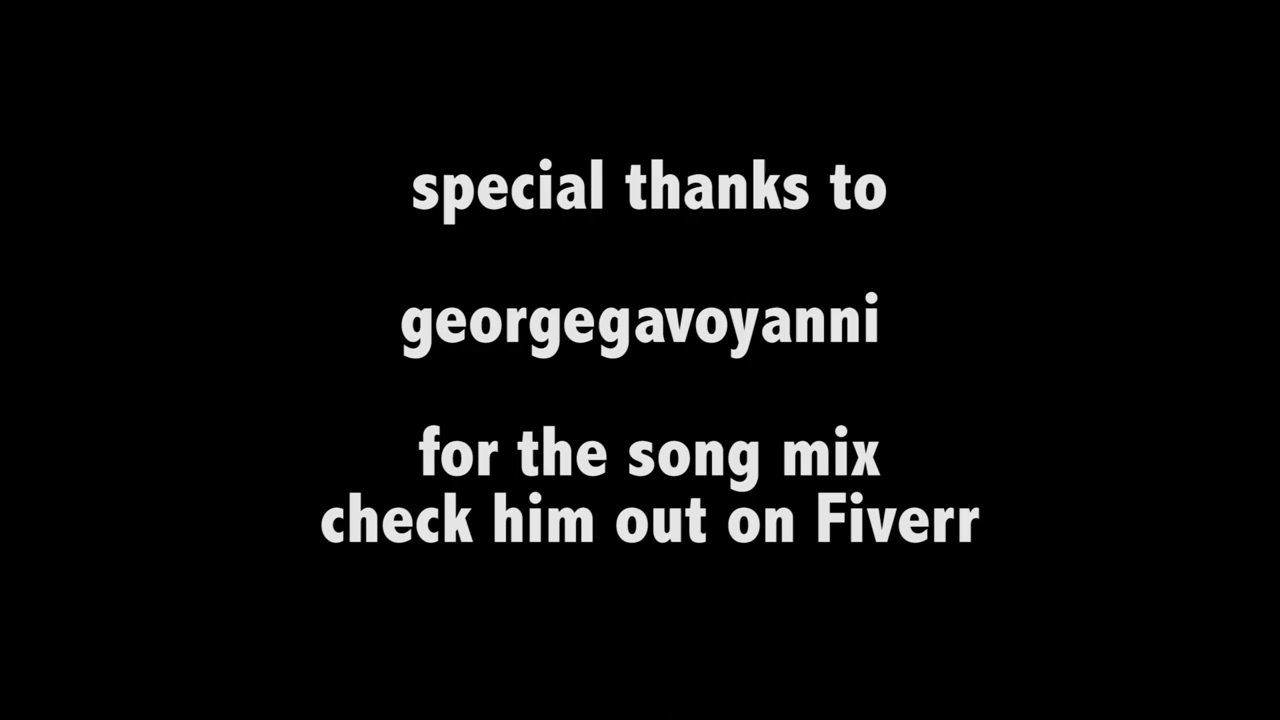 special thanks to
georgegavoyanni
for the song mix
check him out on Fiverr